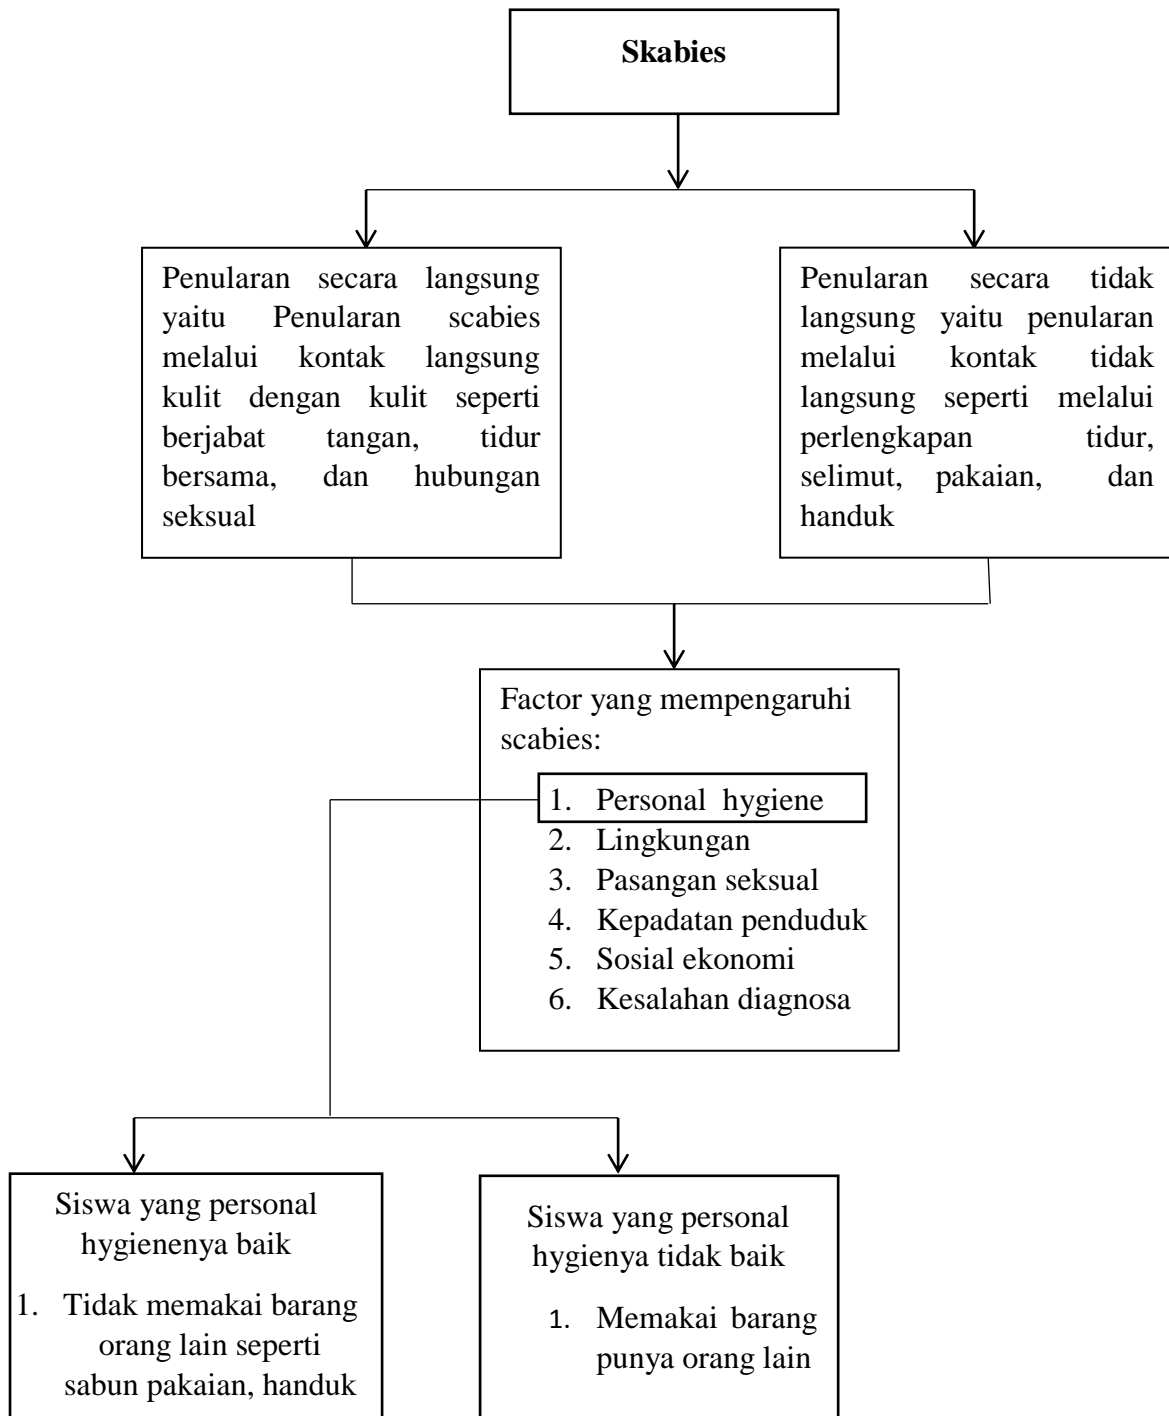 Skabies
Penularan secara langsung
yaitu Penularan scabies
melalui kontak langsung
kulit dengan kulit seperti
berjabat tangan, tidur
bersama, dan hubungan
seksual
Penularan secara tidak
langsung yaitu penularan
melalui kontak tidak
langsung seperti melalui
perlengkapan tidur,
selimut, pakaian, dan
handuk
Factor yang mempengaruhi
scabies:
1. Personal hygiene
2. Lingkungan
3. Pasangan seksual
4. Kepadatan penduduk
5. Sosial ekonomi
6. Kesalahan diagnosa
Siswa yang personal
hygienenya baik
1. Tidak memakai barang
orang lain seperti
sabun pakaian, handuk
Siswa yang personal
hygienya tidak baik
1. Memakai barang
punya orang lain